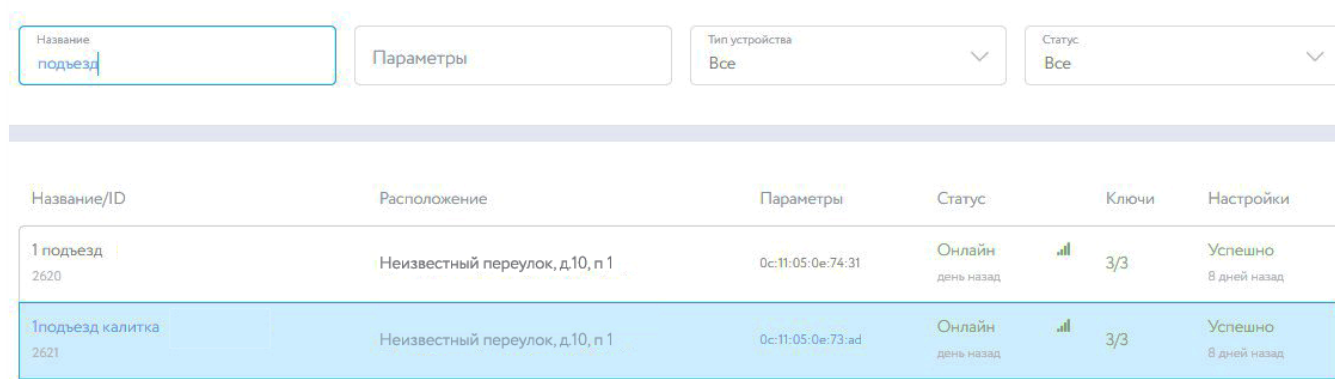 Название
подъезд
Параметры
Тип устройства
Все
Статус
Все
Название/ID Расположение Параметры Статус Ключи Настройки
1 подъезд
2620
Неизвестный переулок, д.10, п 1
0c:11:05:0e:74:31
Онлайн
день назад
3/3
Успешно
8 дней назад
1подъезд калитка
2621
Неизвестный переулок, д.10, п 1
0c:11:05:0e:73:ad
Онлайн
день назад
3/3
Успешно
8 дней назад